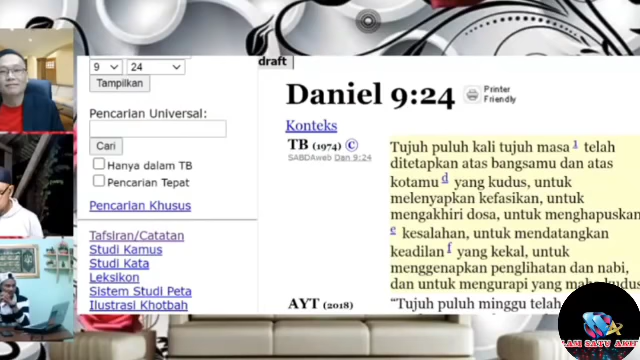 9 24
draft
Tampilkan
Pencarian Universal:
Cari
Hanya dalam TB
Pencarian Tepat
Pencarian Khusus
Tafsiran/Catatan
Studi Kamus
Studi Kata
Leksikon
Sistem Studi Peta
Ilustrasi Khotbah
Daniel 9:24
Printer
Friendly
Konteks
TB (1974) ©
SABDAweb Dan 9:24
Tujuh puluh kali tujuh masa 1 telah
ditetapkan atas bangsamu dan atas
kotamu d yang kudus, untuk
melenyapkan kefasikan, untuk
mengakhiri dosa, untuk menghapuskan
e kesalahan, untuk mendatangkan
keadilan f yang kekal, untuk
menggenapkan penglihatan dan nabi,
dan untuk mengurapi yang maha kudus
AYT (2018)
"Tujuh puluh minggu telah
SATU